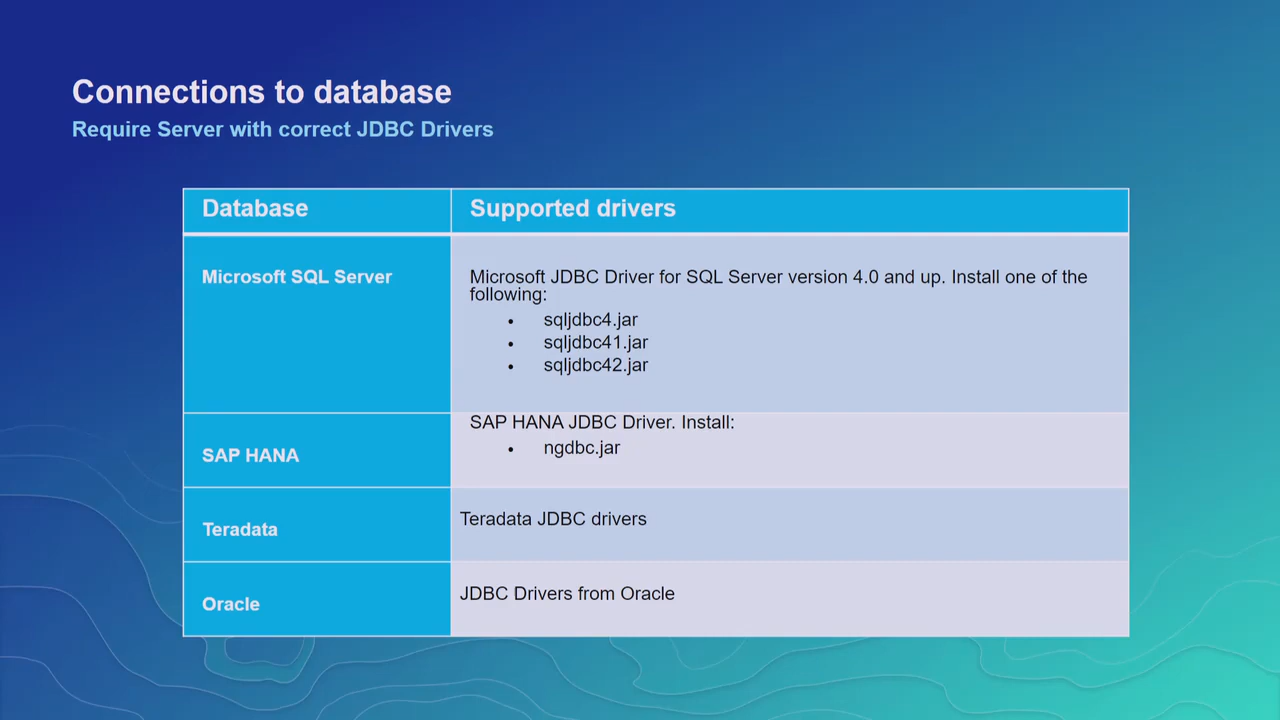 Connections to database
Require Server with correct JDBC Drivers
Database
Supported drivers
Microsoft SQL Server
Microsoft JDBC Driver for SQL Server version 4.0 and up. Install one of the
following:
• sqljdbc4.jar
• sqljdbc41.jar
• sqljdbc42.jar
SAP HANA
SAP HANA JDBC Driver. Install:
• ngdbc.jar
Teradata
Teradata JDBC drivers
Oracle
JDBC Drivers from Oracle